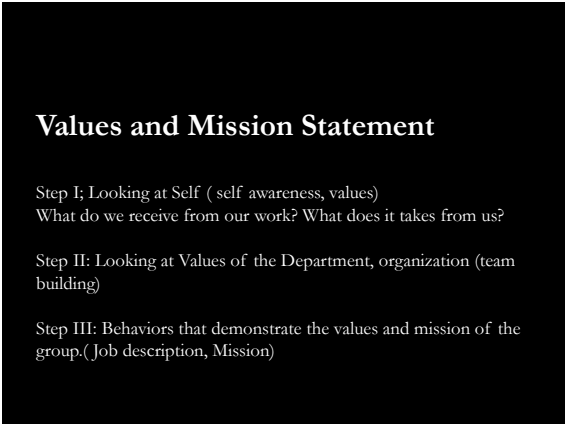 Values and Mission Statement
Step I; Looking at Self ( self awareness, values)
What do we receive from our work? What does it takes from us?
Step II: Looking at Values of the Department, organization (team
building)
Step III: Behaviors that demonstrate the values and mission of the
group.( Job description, Mission)